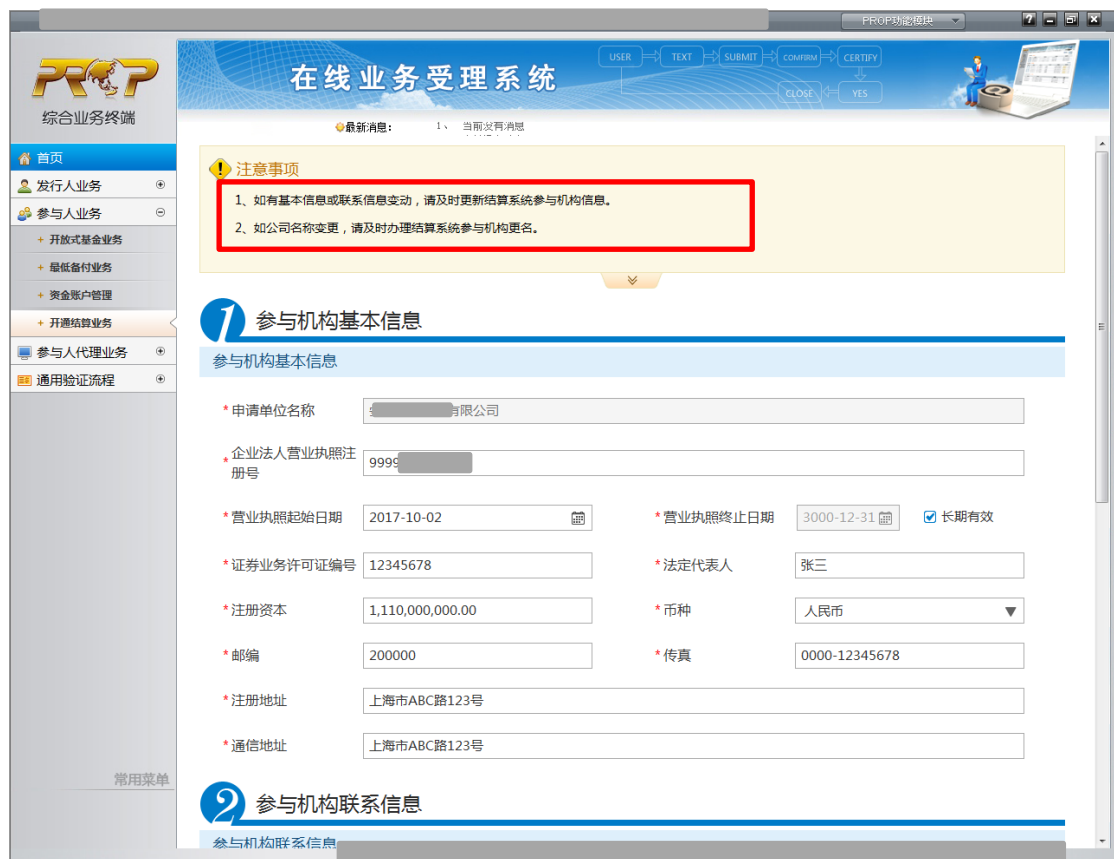 PROP功能模块
PROP
综合业务终端
在线业务受理系统
USER
TEXT
SUBMIT
CONFIRM
CERTIFY
CLOSE
YES
最新消息： 1、 当前没有消息
首页
发行人业务
参与人业务
+ 开放式基金业务
+ 最低备付业务
+ 资金账户管理
+ 开通结算业务
参与人代理业务
通用验证流程
常用菜单
注意事项
1、如有基本信息或联系信息变动，请及时更新结算系统参与机构信息。
2、如公司名称变更，请及时办理结算系统参与机构更名。
1 参与机构基本信息
参与机构基本信息
*申请单位名称 有限公司
*企业法人营业执照注
册号 9999
*营业执照起始日期 2017-10-02 *营业执照终止日期 3000-12-31 长期有效
*证券业务许可证编号 12345678 *法定代表人 张三
*注册资本 1,110,000,000.00 *币种 人民币
*邮编 200000 *传真 0000-12345678
*注册地址 上海市ABC路123号
*通信地址 上海市ABC路123号
2 参与机构联系信息
参与机构联系信息